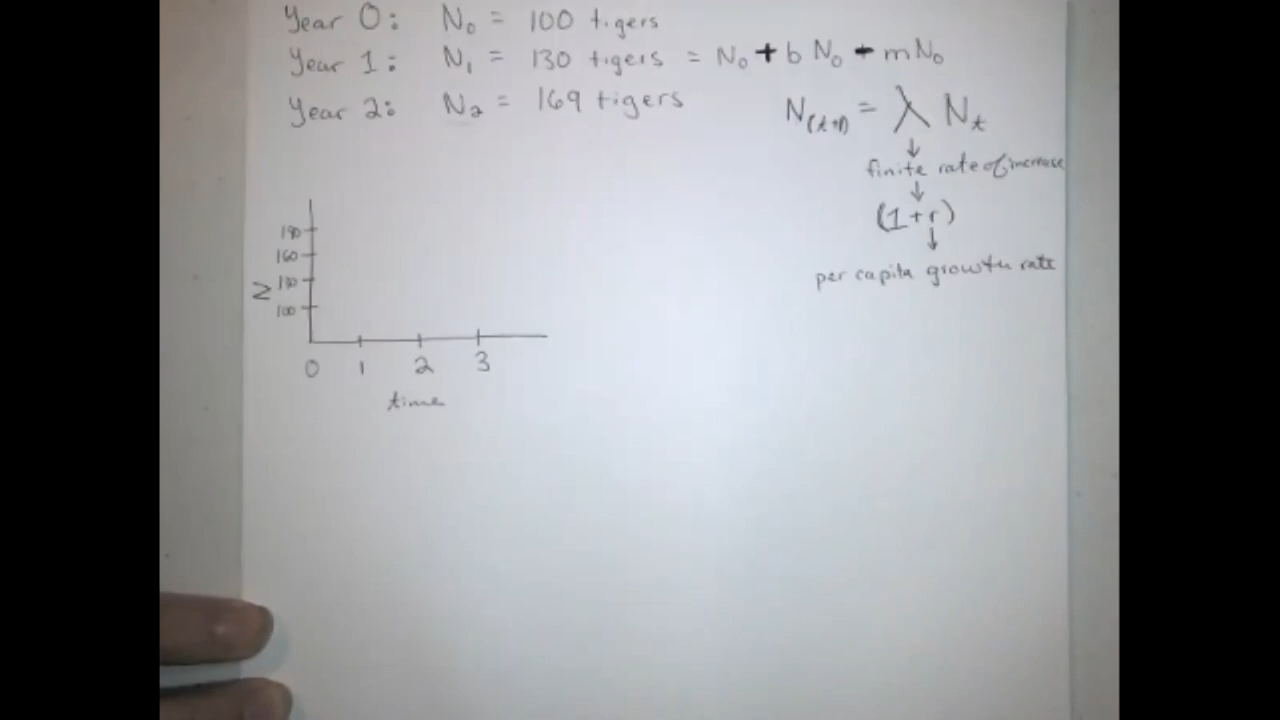 Year 0: N₀ = 100 tigers
Year 1: N₁ = 130 tigers = N₀ + b N₀ - m N₀
Year 2: N₂ = 169 tigers
N(t+1) = λ Nt
↓
finite rate of increase
↓
(1+r)
↓
per capita growth rate
190
160
130
100
N
0 1 2 3
time